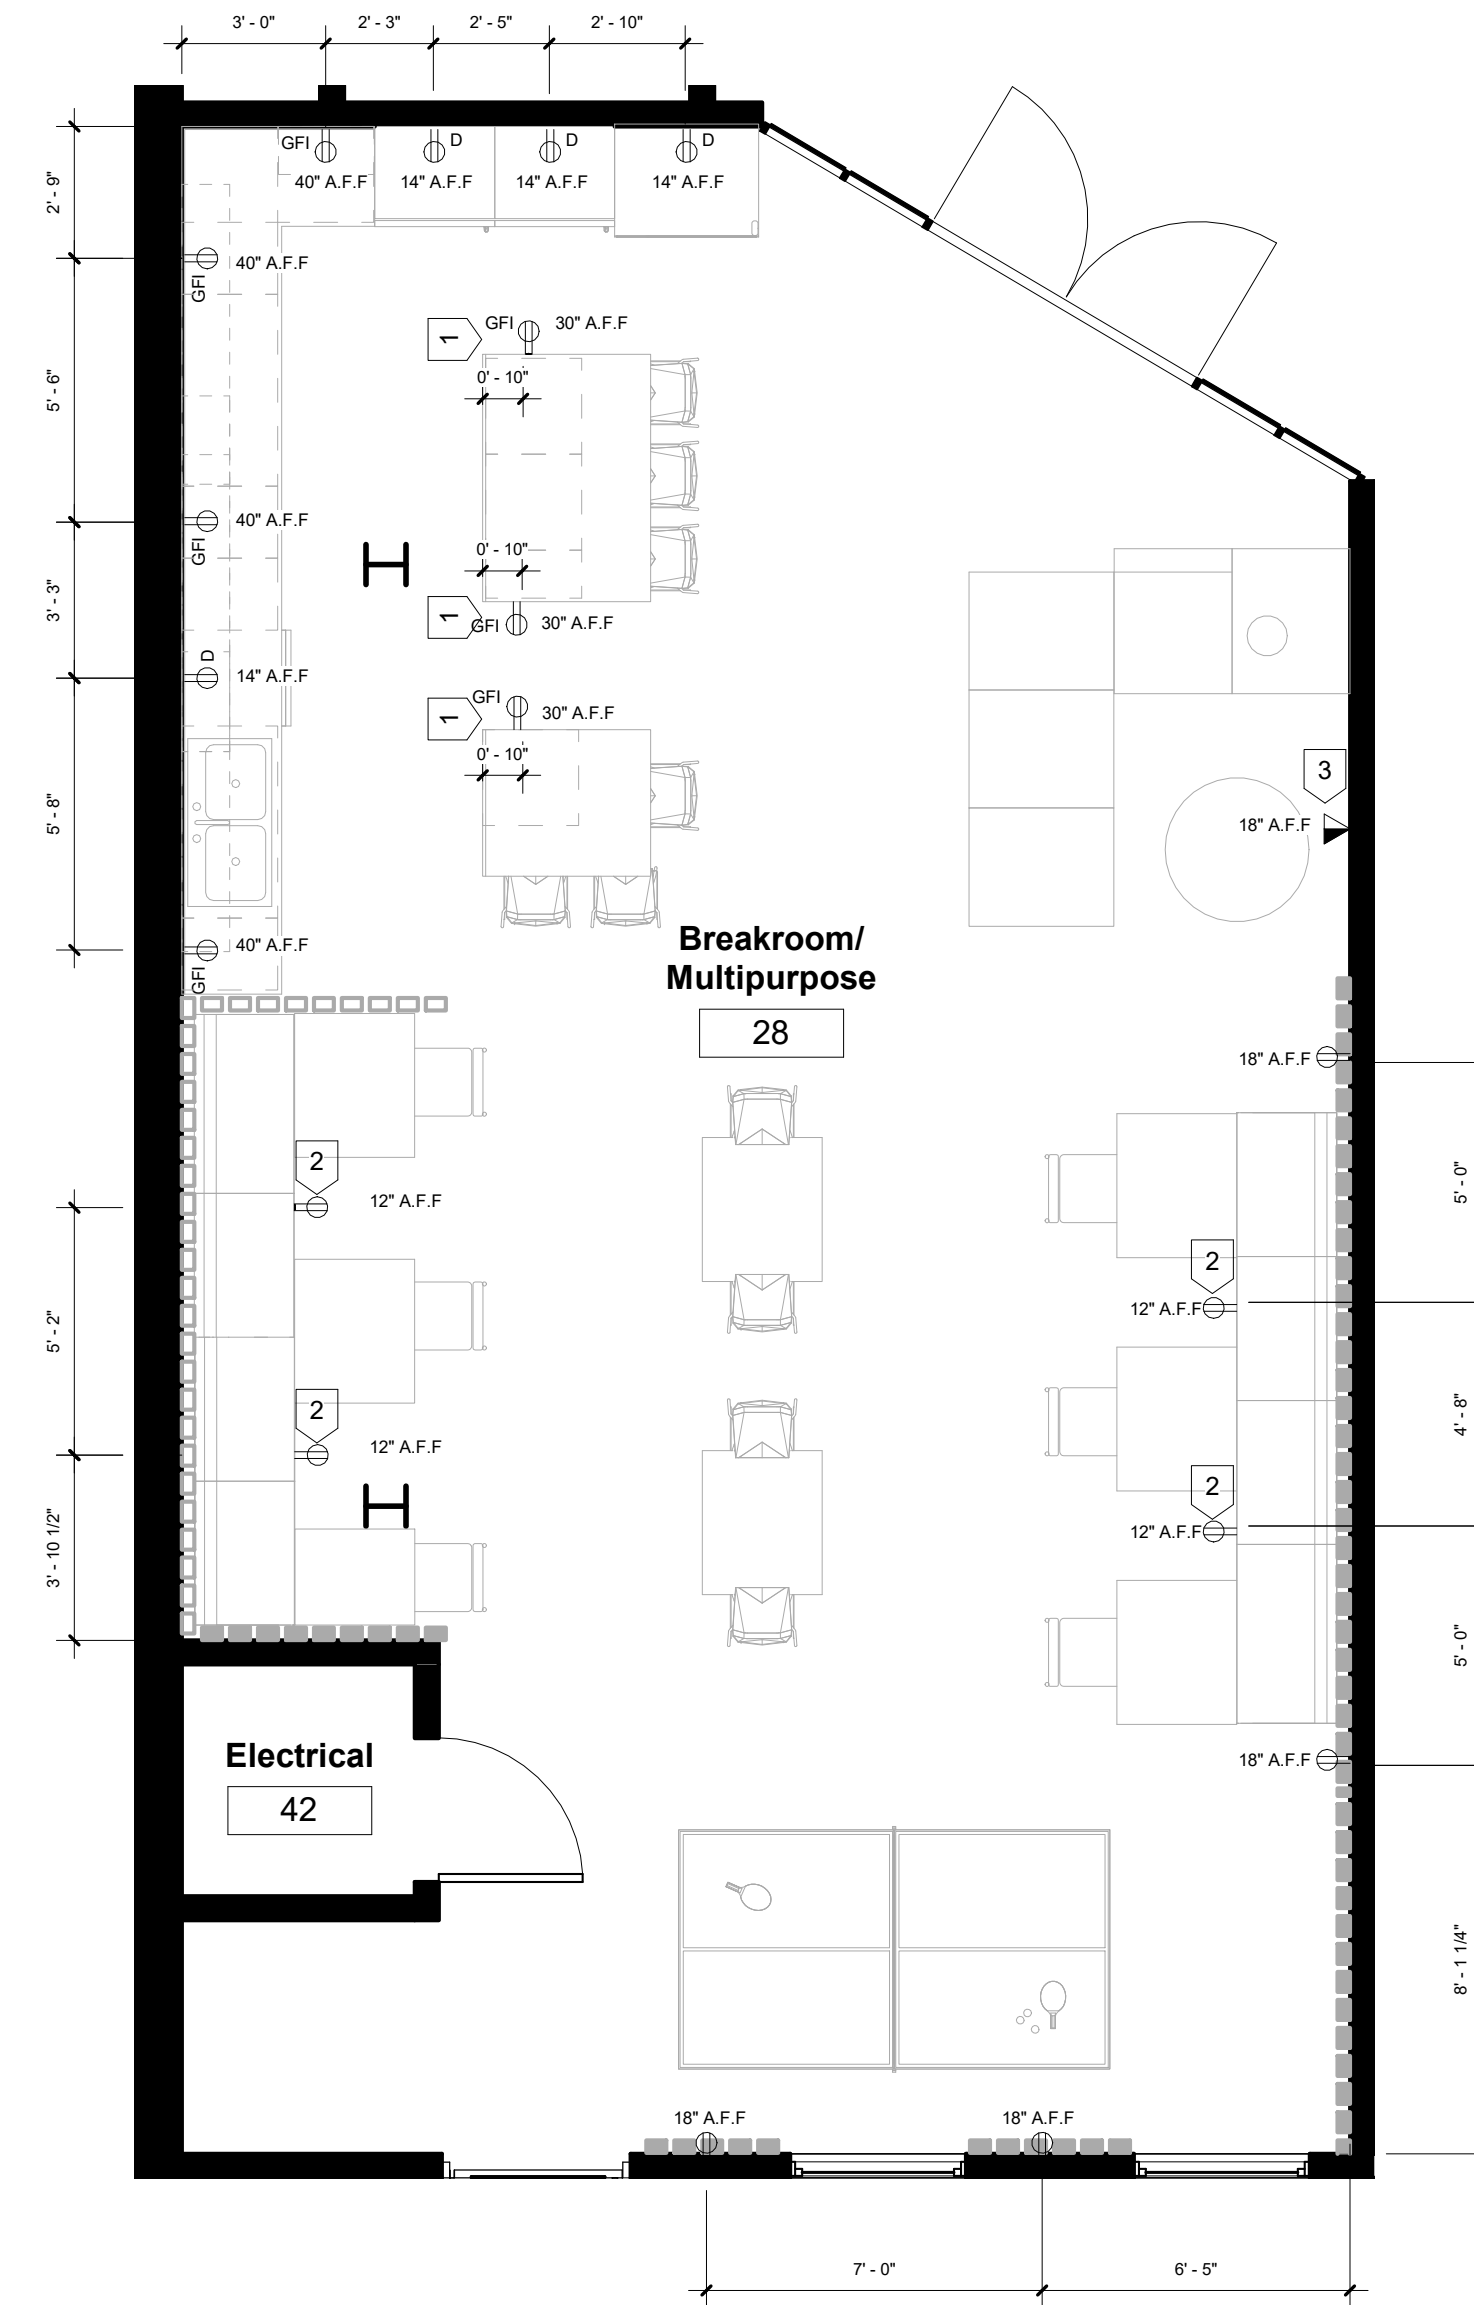 3' - 0"
2' - 3"
2' - 5"
2' - 10"
GFI
D
D
D
40" A.F.F
14" A.F.F
14" A.F.F
14" A.F.F
2' - 9"
40" A.F.F
GFI
1
GFI
30" A.F.F
0' - 10"
5' - 6"
40" A.F.F
GFI
0' - 10"
1
GFI
30" A.F.F
3' - 3"
D
14" A.F.F
1
GFI
30" A.F.F
0' - 10"
3
18" A.F.F
5' - 8"
40" A.F.F
GFI
Breakroom/
Multipurpose
28
18" A.F.F
2
12" A.F.F
5' - 0"
2
12" A.F.F
5' - 2"
2
12" A.F.F
4' - 8"
2
12" A.F.F
3' - 10 1/2"
5' - 0"
Electrical
42
18" A.F.F
8' - 1 1/4"
18" A.F.F
18" A.F.F
7' - 0"
6' - 5"